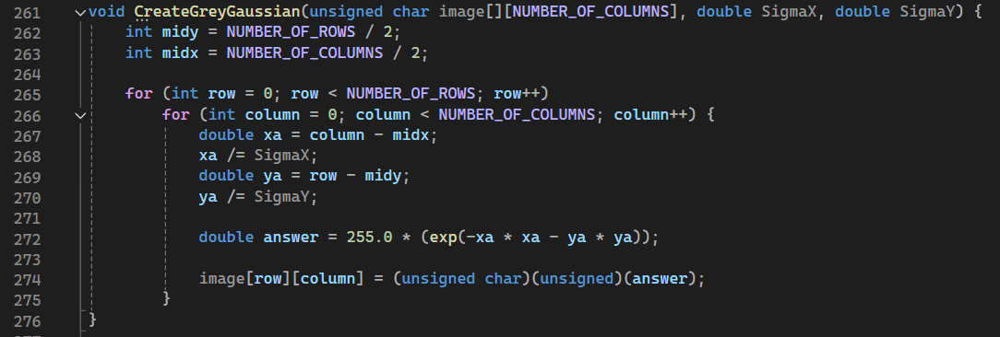 261 void CreateGreyGaussian(unsigned char image[][NUMBER_OF_COLUMNS], double SigmaX, double SigmaY) {
262     int midy = NUMBER_OF_ROWS / 2;
263     int midx = NUMBER_OF_COLUMNS / 2;
264
265     for (int row = 0; row < NUMBER_OF_ROWS; row++)
266         for (int column = 0; column < NUMBER_OF_COLUMNS; column++) {
267             double xa = column - midx;
268             xa /= SigmaX;
269             double ya = row - midy;
270             ya /= SigmaY;
271
272             double answer = 255.0 * (exp(-xa * xa - ya * ya));
273
274             image[row][column] = (unsigned char)(unsigned)(answer);
275         }
276 }